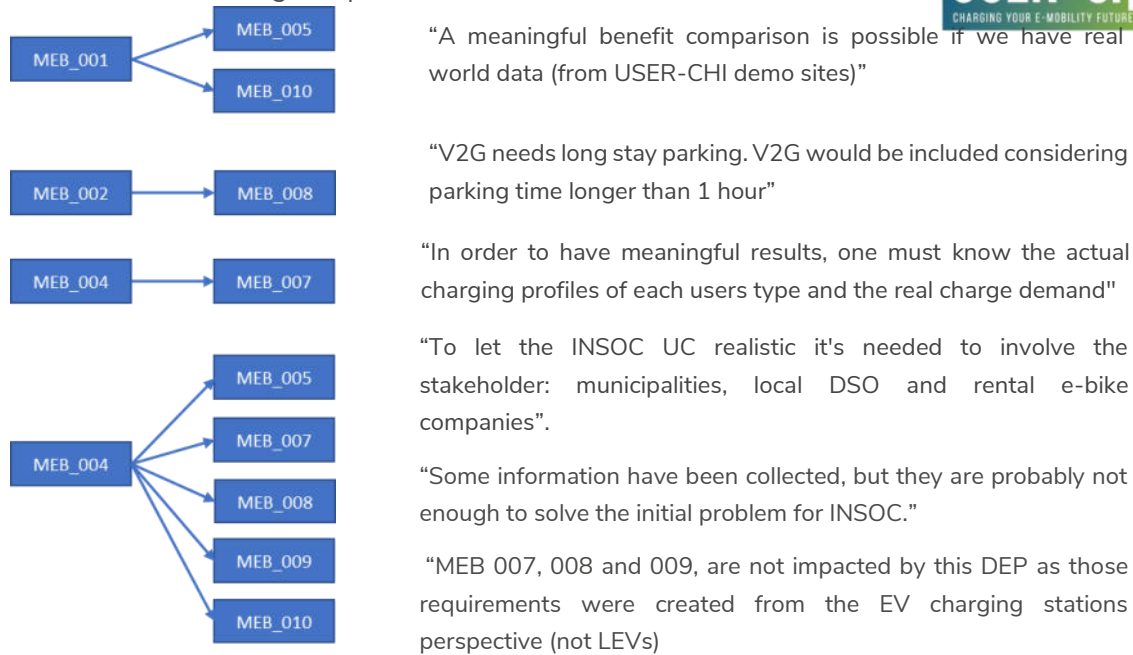 CHARGING YOUR E-MOBILITY FUTURE
MEB_001
MEB_005
MEB_010
“A meaningful benefit comparison is possible if we have real
world data (from USER-CHI demo sites)”
MEB_002
MEB_008
“V2G needs long stay parking. V2G would be included considering
parking time longer than 1 hour”
MEB_004
MEB_007
“In order to have meaningful results, one must know the actual
charging profiles of each users type and the real charge demand"
MEB_004
MEB_005
MEB_007
MEB_008
MEB_009
MEB_010
“To let the INSOC UC realistic it's needed to involve the
stakeholder: municipalities, local DSO and rental e-bike
companies”.
“Some information have been collected, but they are probably not
enough to solve the initial problem for INSOC.”
“MEB 007, 008 and 009, are not impacted by this DEP as those
requirements were created from the EV charging stations
perspective (not LEVs)